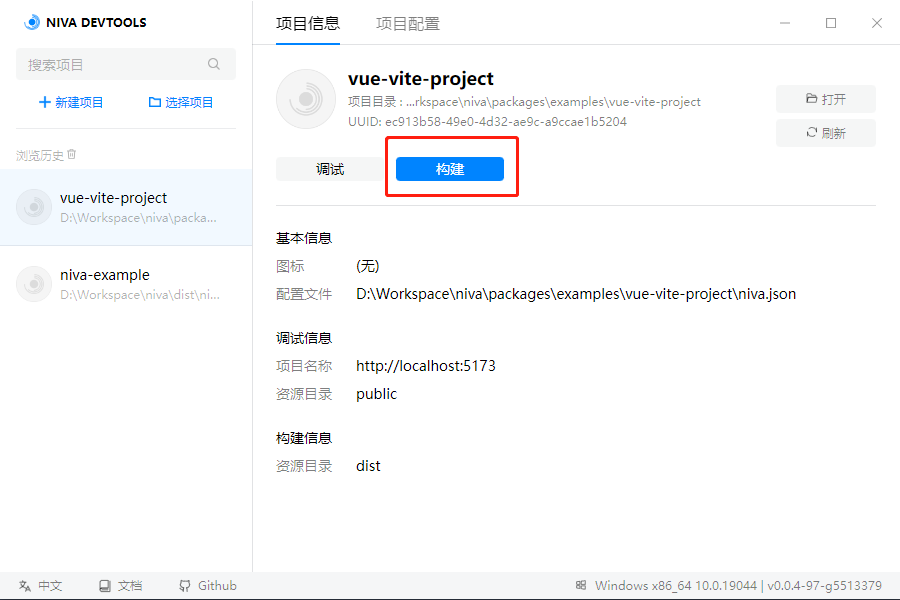 NIVA DEVTOOLS
搜索项目
新建项目
选择项目
浏览历史
vue-vite-project
D:\Workspace\niva\packa...
niva-example
D:\Workspace\niva\dist\ni...
项目信息
项目配置
vue-vite-project
项目目录 : ...rkspace\niva\packages\examples\vue-vite-project
UUID: ec913b58-49e0-4d32-ae9c-a9ccae1b5204
打开
刷新
调试
构建
基本信息
图标 (无)
配置文件 D:\Workspace\niva\packages\examples\vue-vite-project\niva.json
调试信息
项目名称 http://localhost:5173
资源目录 public
构建信息
资源目录 dist
中文
文档
Github
Windows x86_64 10.0.19044 | v0.0.4-97-g5513379